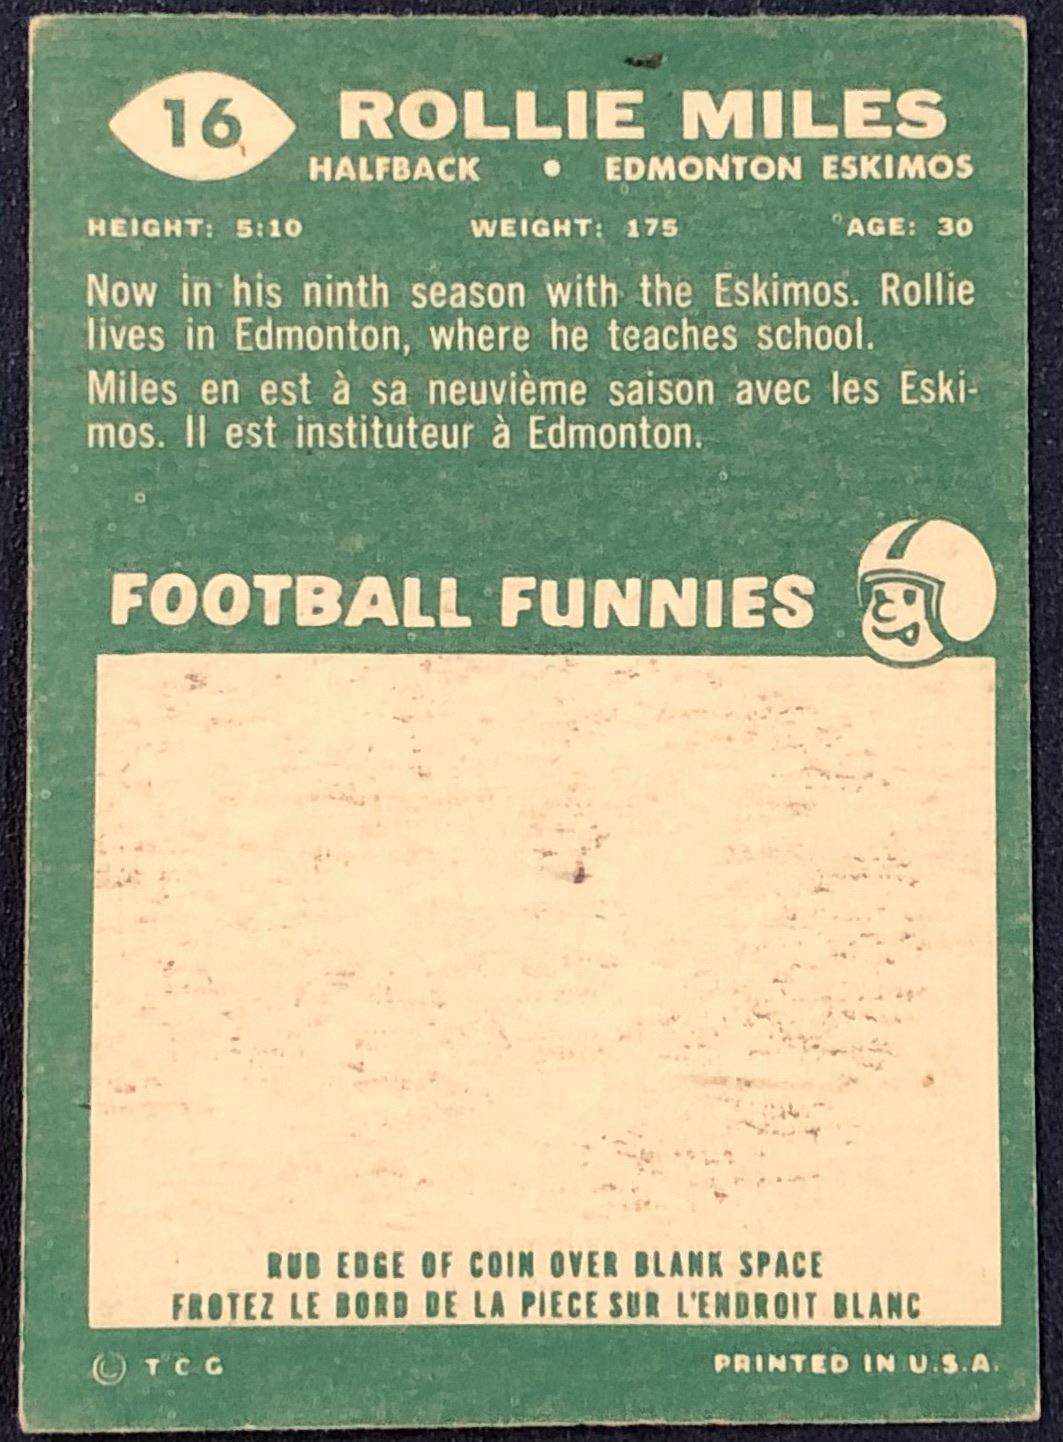 16
ROLLIE MILES
HALFBACK • EDMONTON ESKIMOS
HEIGHT: 5:10 WEIGHT: 175 AGE: 30
Now in his ninth season with the Eskimos. Rollie
lives in Edmonton, where he teaches school.
Miles en est à sa neuvième saison avec les Eski-
mos. Il est instituteur à Edmonton.
FOOTBALL FUNNIES
RUB EDGE OF COIN OVER BLANK SPACE
FROTEZ LE BORD DE LA PIECE SUR L'ENDROIT BLANC
© T C G PRINTED IN U.S.A.